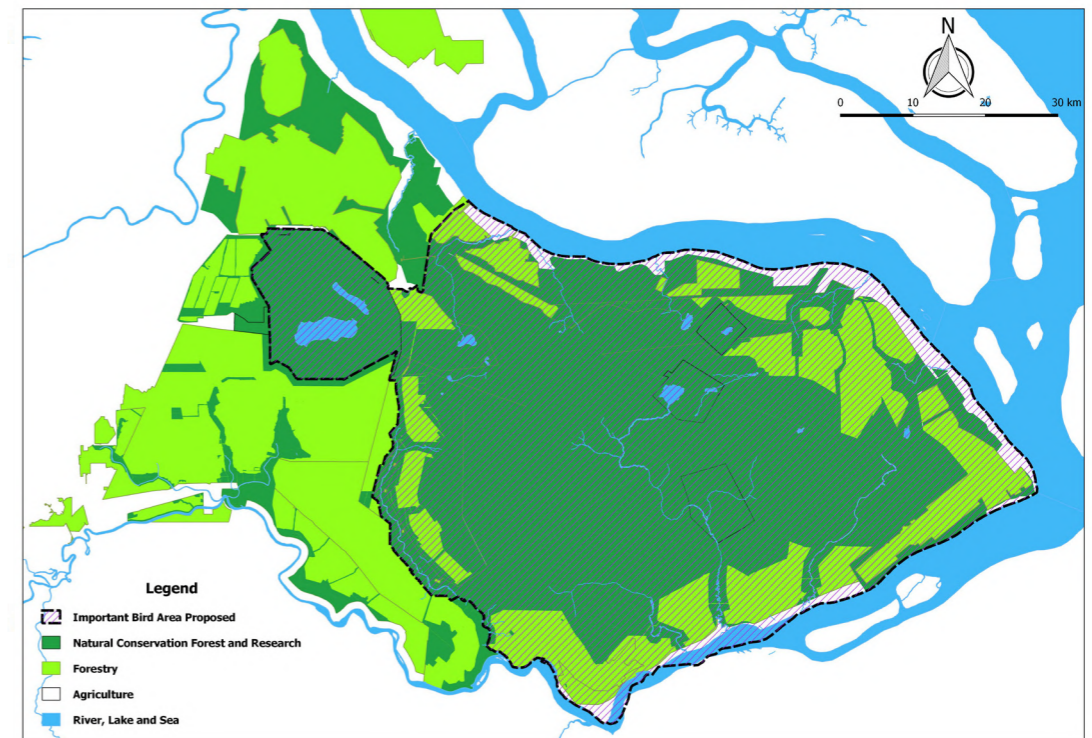 N
0 10 20 30 km
Legend
Important Bird Area Proposed
Natural Conservation Forest and Research
Forestry
Agriculture
River, Lake and Sea